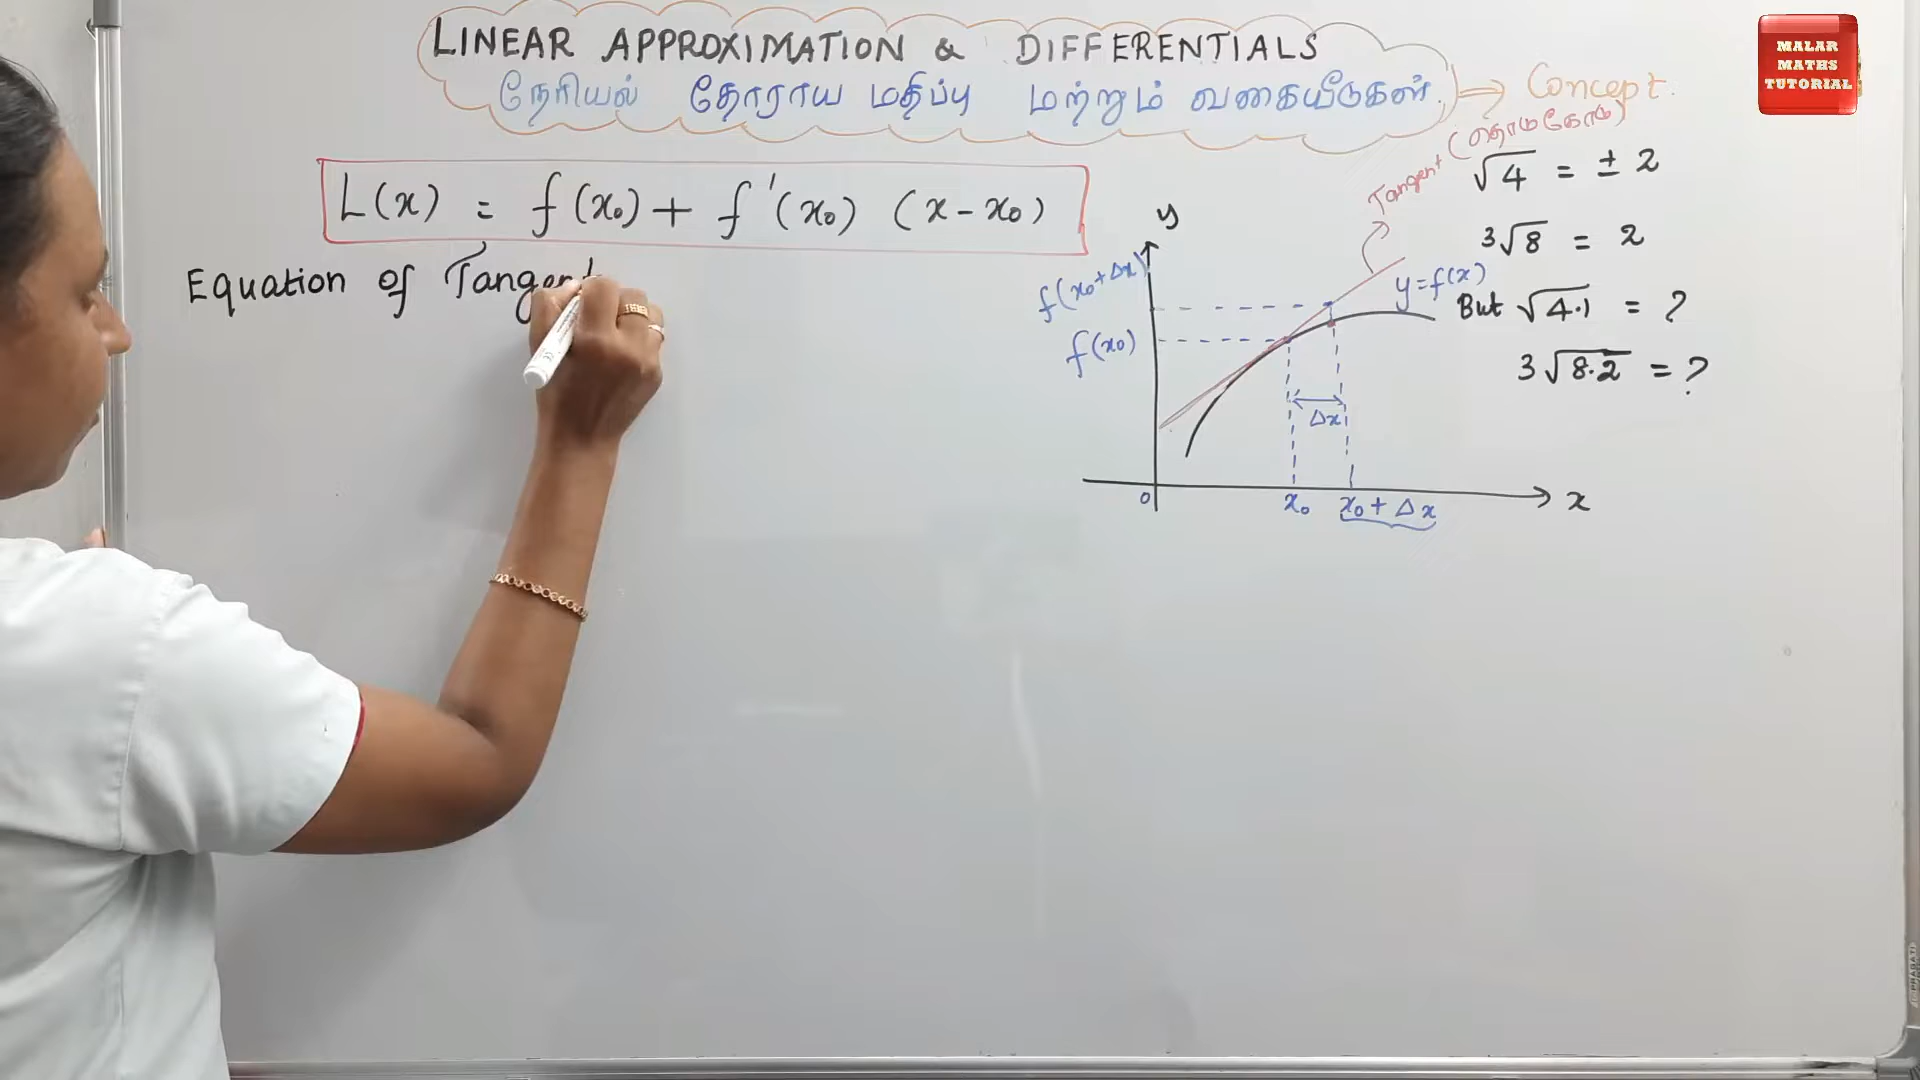 LINEAR APPROXIMATION & DIFFERENTIALS
நேரியல் தோராய மதிப்பு மற்றும் வகையீடுகள் → Concept.
MALAR
MATHS
TUTORIAL
L(x) = f(x₀) + f'(x₀) (x - x₀)
Equation of Tangent
y
Tangent (தொடுகோடு)
f(x₀+Δx)
f(x₀)
y=f(x)
Δx
0
x₀
x₀ + Δx
x
√4 = ± 2
3√8 = 2
But √4.1 = ?
3√8.2 = ?